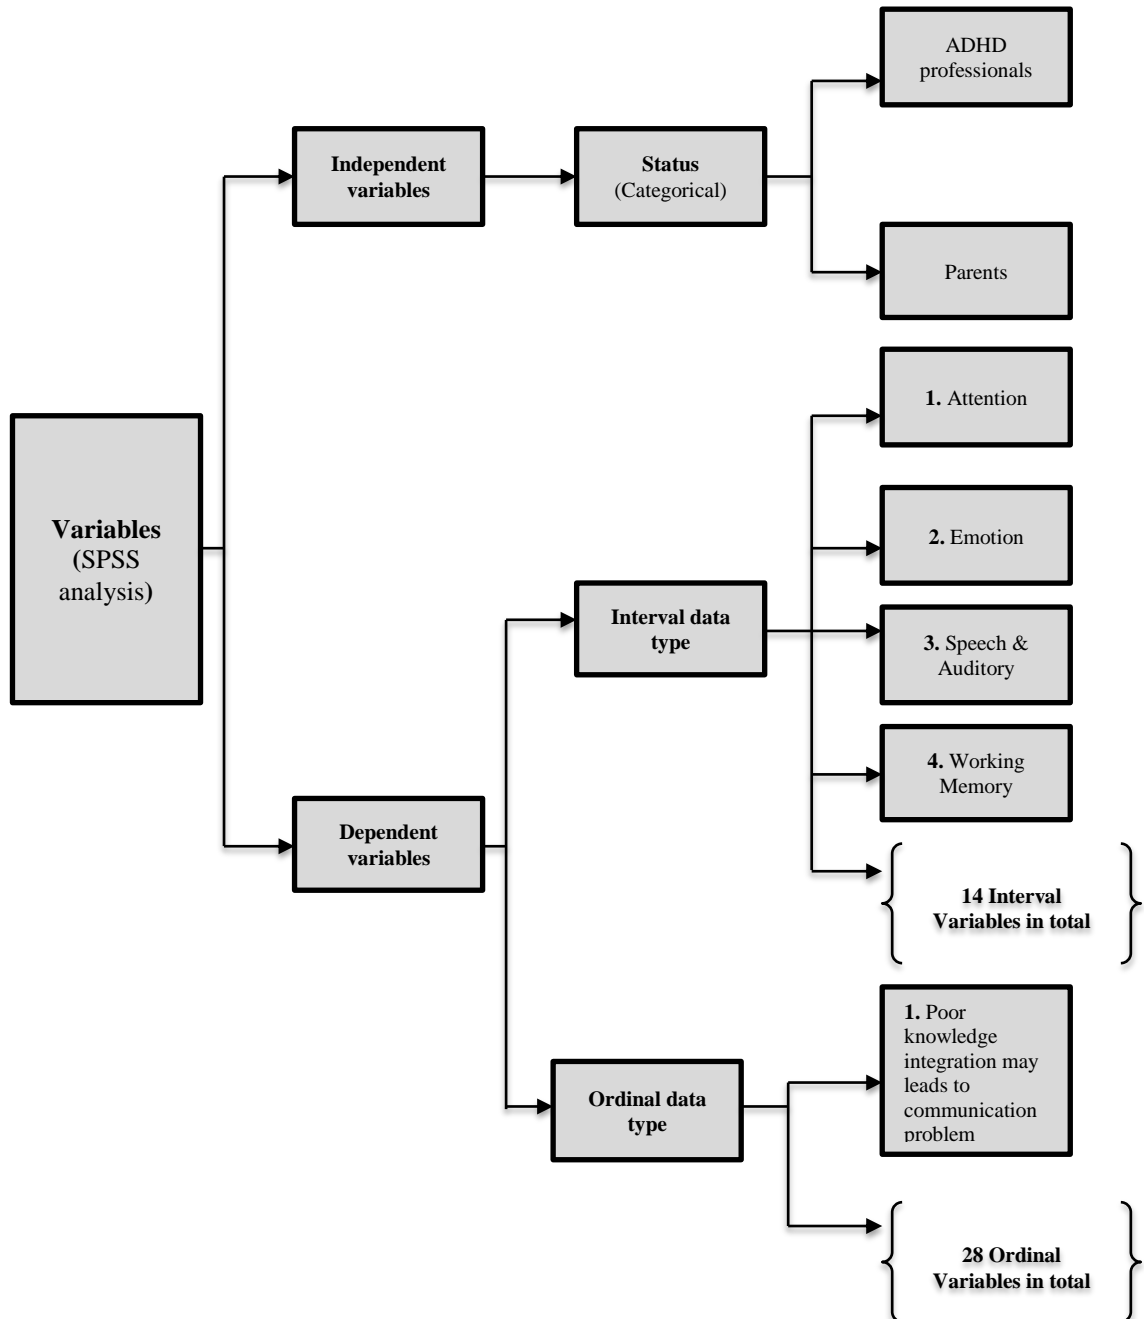 ADHD
professionals
Independent
variables
Status
(Categorical)
Parents
1. Attention
Variables
(SPSS
analysis)
2. Emotion
Interval data
type
3. Speech &
Auditory
4. Working
Memory
Dependent
variables
14 Interval
Variables in total
1. Poor
knowledge
integration may
leads to
communication
problem
Ordinal data
type
28 Ordinal
Variables in total